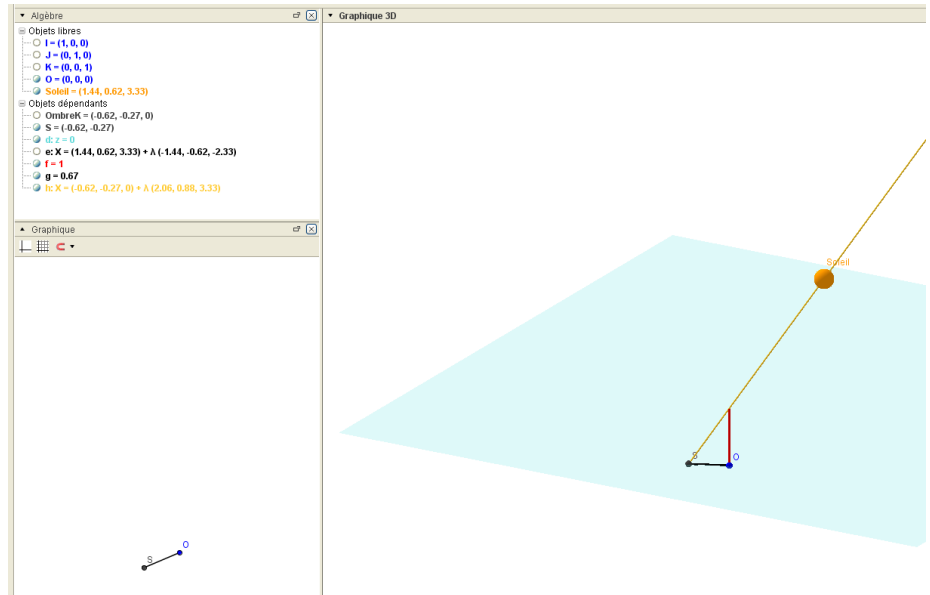 Algèbre
Objets libres
I = (1, 0, 0)
J = (0, 1, 0)
K = (0, 0, 1)
O = (0, 0, 0)
Soleil = (1.44, 0.62, 3.33)
Objets dépendants
OmbreK = (-0.62, -0.27, 0)
S = (-0.62, -0.27)
d: z = 0
e: X = (1.44, 0.62, 3.33) + λ (-1.44, -0.62, -2.33)
f = 1
g = 0.67
h: X = (-0.62, -0.27, 0) + λ (2.06, 0.88, 3.33)
Graphique
S
O
Graphique 3D
Soleil
S
O